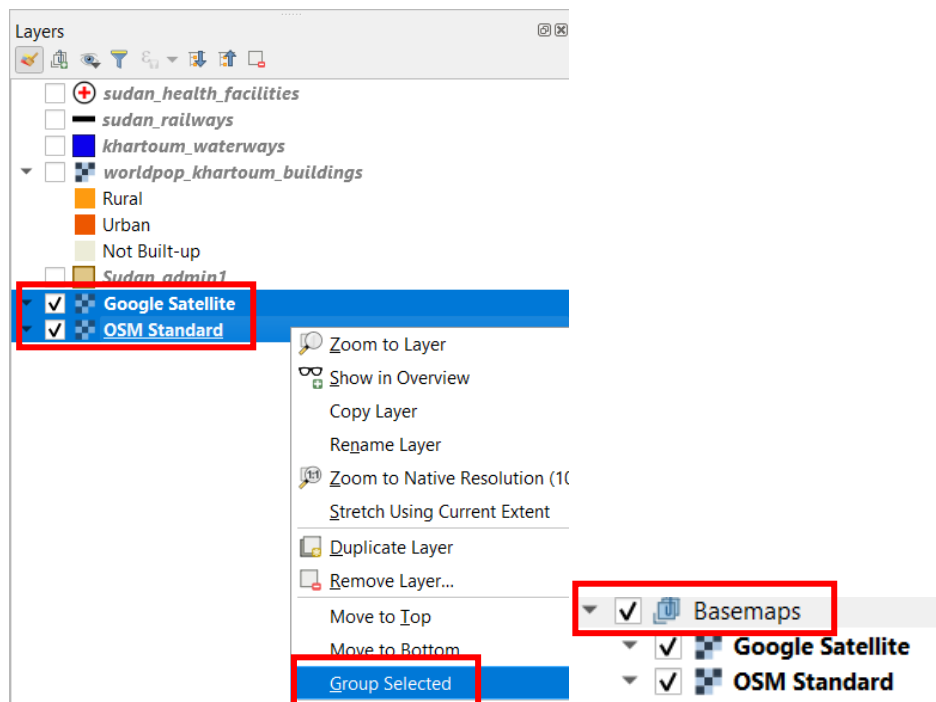 Layers
sudan_health_facilities
sudan_railways
khartoum_waterways
worldpop_khartoum_buildings
Rural
Urban
Not Built-up
Sudan_admin1
Google Satellite
OSM Standard
Zoom to Layer
Show in Overview
Copy Layer
Rename Layer
Zoom to Native Resolution (10
Stretch Using Current Extent
Duplicate Layer
Remove Layer...
Move to Top
Move to Bottom
Group Selected
Basemaps
Google Satellite
OSM Standard